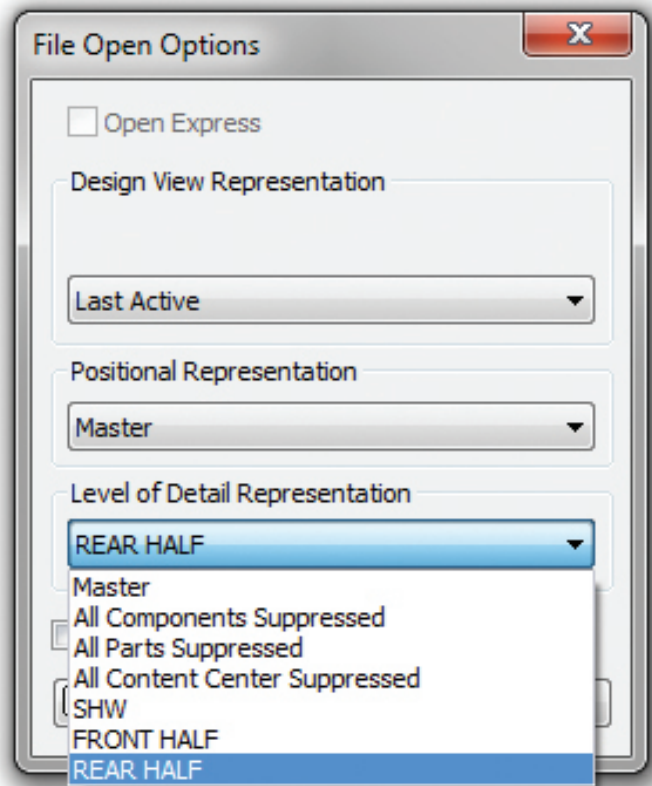 File Open Options
Open Express
Design View Representation
Last Active
Positional Representation
Master
Level of Detail Representation
REAR HALF
Master
All Components Suppressed
All Parts Suppressed
All Content Center Suppressed
SHW
FRONT HALF
REAR HALF